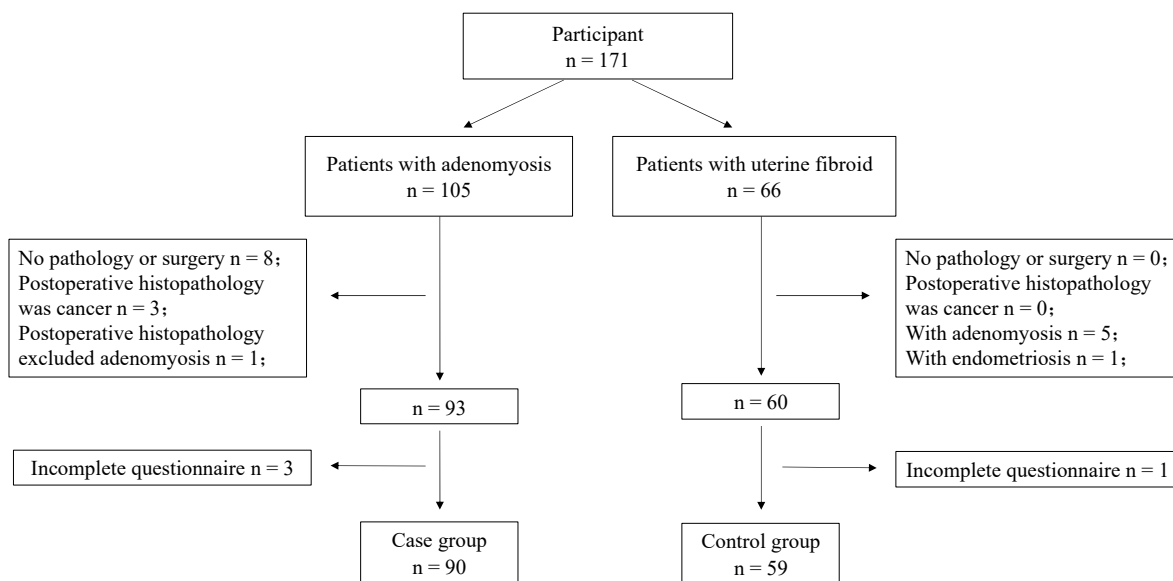 Participant
n = 171
Patients with adenomyosis
n = 105
Patients with uterine fibroid
n = 66
No pathology or surgery n = 8；
Postoperative histopathology
was cancer n = 3；
Postoperative histopathology
excluded adenomyosis n = 1；
No pathology or surgery n = 0；
Postoperative histopathology
was cancer n = 0；
With adenomyosis n = 5；
With endometriosis n = 1；
n = 93
n = 60
Incomplete questionnaire n = 3
Incomplete questionnaire n = 1
Case group
n = 90
Control group
n = 59